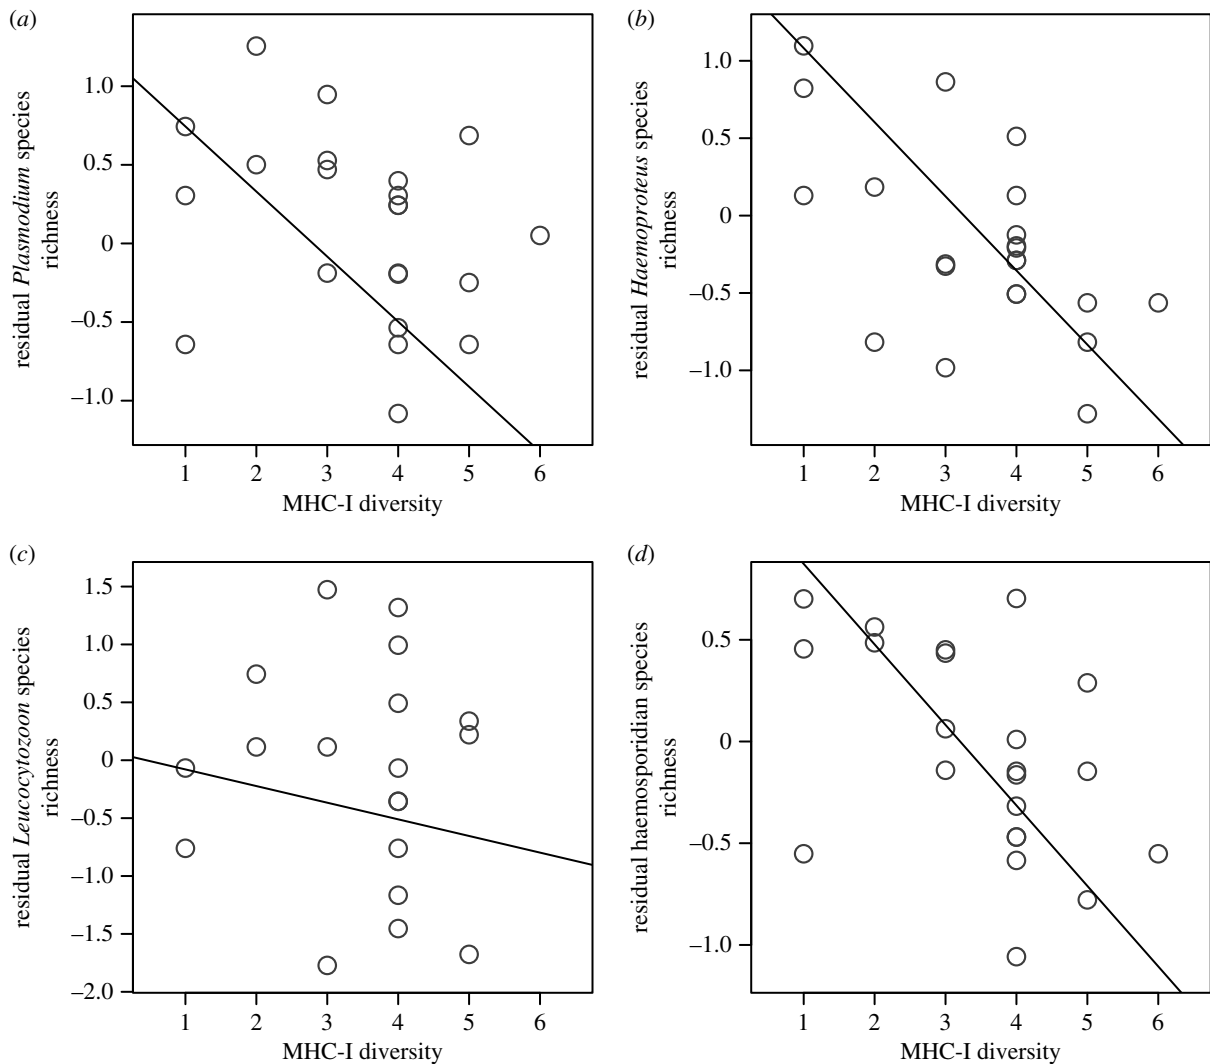 (a)
residual Plasmodium species
richness
1.0
0.5
0
–0.5
–1.0
1 2 3 4 5 6
MHC-I diversity
(b)
residual Haemoproteus species
richness
1.0
0.5
0
–0.5
–1.0
1 2 3 4 5 6
MHC-I diversity
(c)
residual Leucocytozoon species
richness
1.5
1.0
0.5
0
–0.5
–1.0
–1.5
–2.0
1 2 3 4 5 6
MHC-I diversity
(d)
residual haemosporidian species
richness
0.5
0
–0.5
–1.0
1 2 3 4 5 6
MHC-I diversity